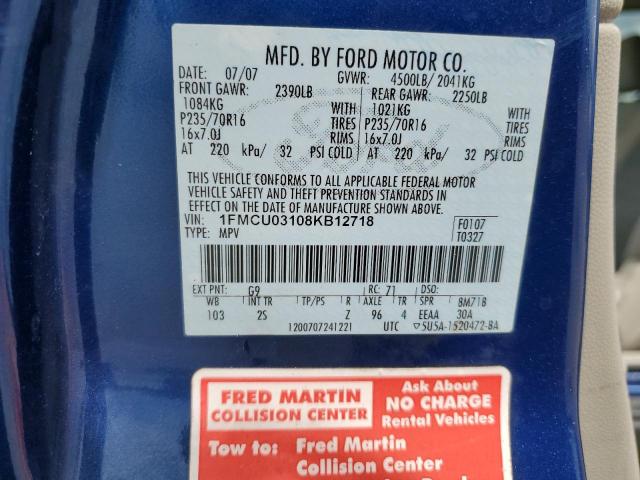 MFD. BY FORD MOTOR CO.
DATE: 07/07 GVWR: 4500LB/ 2041KG
FRONT GAWR: 2390LB REAR GAWR: 2250LB
1084KG WITH 1021KG WITH
P235/70R16 TIRES P235/70R16 TIRES
16x7.0J RIMS 16x7.0J RIMS
AT 220 kPa/ 32 PSI COLD AT 220 kPa/ 32 PSI COLD
THIS VEHICLE CONFORMS TO ALL APPLICABLE FEDERAL MOTOR
VEHICLE SAFETY AND THEFT PREVENTION STANDARDS IN
EFFECT ON THE DATE OF MANUFACTURE SHOWN ABOVE.
VIN: 1FMCU03108KB12718 F0107
TYPE: MPV T0327
EXT PNT: G9 RC: 71 DSO:
WB INT TR TP/PS R AXLE TR SPR 8M71B
103 2S Z 96 4 EEAA 30A
1200707241221 UTC ▽5U5A-1520472-BA
FRED MARTIN
COLLISION CENTER
Ask About
NO CHARGE
Rental Vehicles
Tow to: Fred Martin
Collision Center